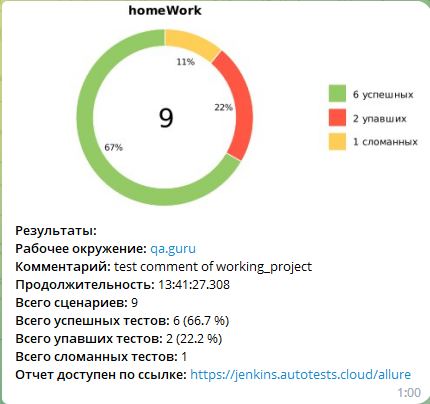 homeWork
11%
22%
67%
9
6 успешных
2 упавших
1 сломанных
Результаты:
Рабочее окружение: qa.guru
Комментарий: test comment of working_project
Продолжительность: 13:41:27.308
Всего сценариев: 9
Всего успешных тестов: 6 (66.7 %)
Всего упавших тестов: 2 (22.2 %)
Всего сломанных тестов: 1
Отчет доступен по ссылке: https://jenkins.autotests.cloud/allure
1:00